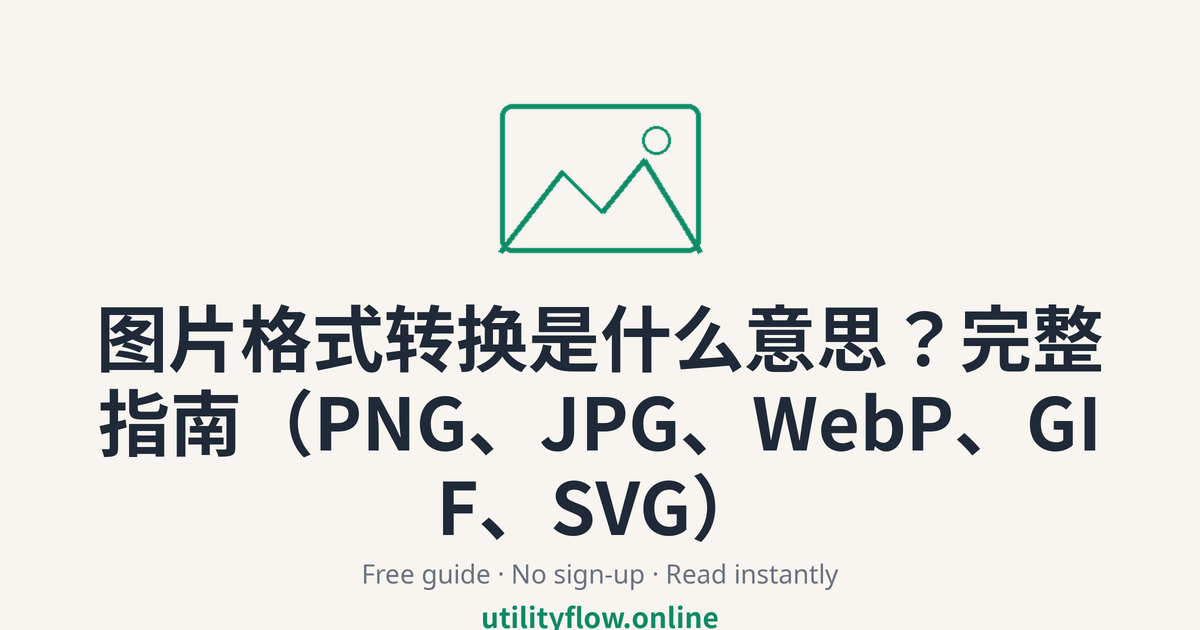 图片格式转换是什么意思？完整
指南（PNG、JPG、WebP、GI
F、SVG）
Free guide · No sign-up · Read instantly
utilityflow.online